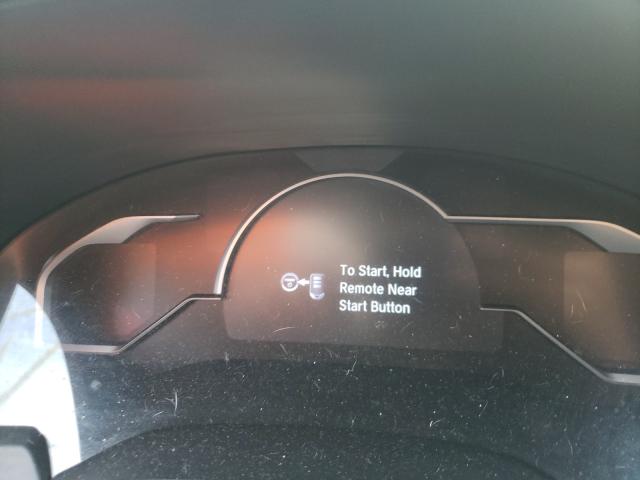 To Start, Hold
Remote Near
Start Button